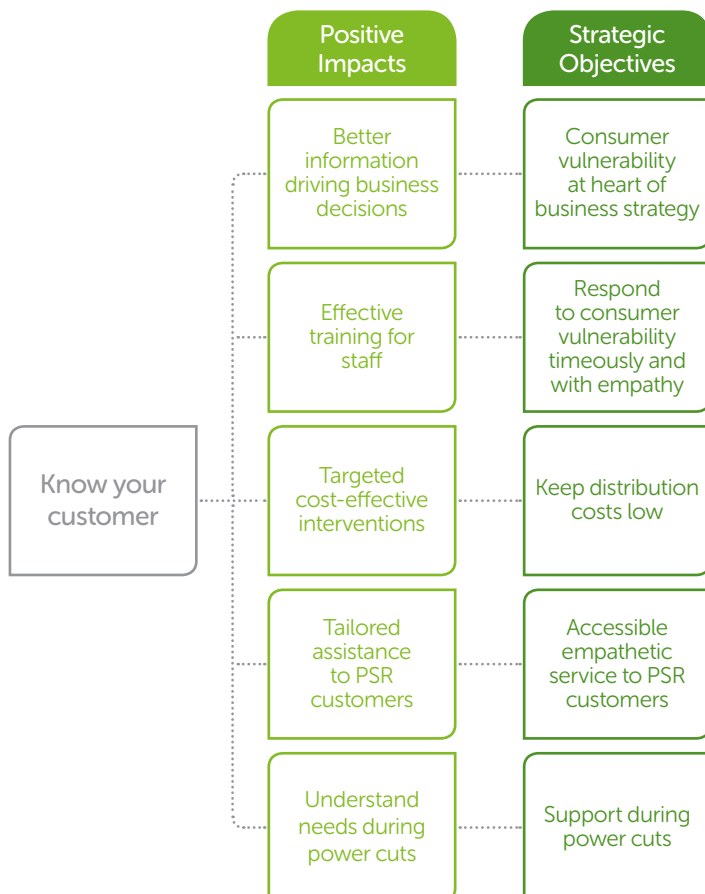 Positive
Impacts
Strategic
Objectives
Better
information
driving business
decisions
Consumer
vulnerability
at heart of
business strategy
Effective
training for
staff
Respond
to consumer
vulnerability
timeously and
with empathy
Know your
customer
Targeted
cost-effective
interventions
Keep distribution
costs low
Tailored
assistance
to PSR
customers
Accessible
empathetic
service to PSR
customers
Understand
needs during
power cuts
Support during
power cuts